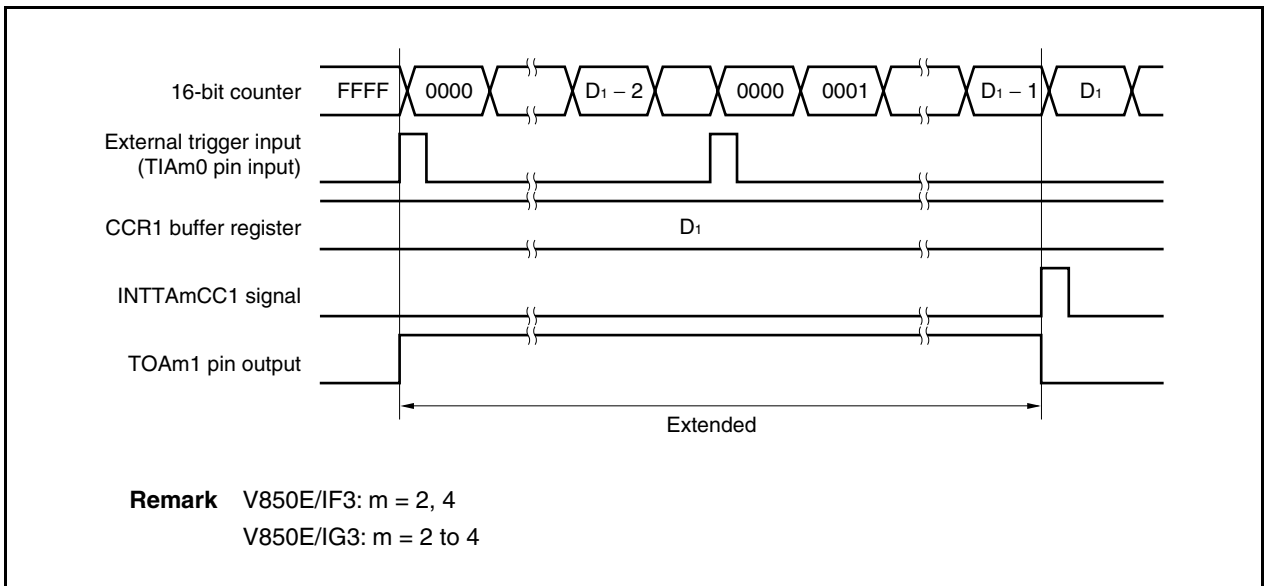 16-bit counter FFFF 0000 D1 – 2 0000 0001 D1 – 1 D1
External trigger input
(TIAm0 pin input)
CCR1 buffer register D1
INTTAmCC1 signal
TOAm1 pin output
Extended
Remark V850E/IF3: m = 2, 4
V850E/IG3: m = 2 to 4